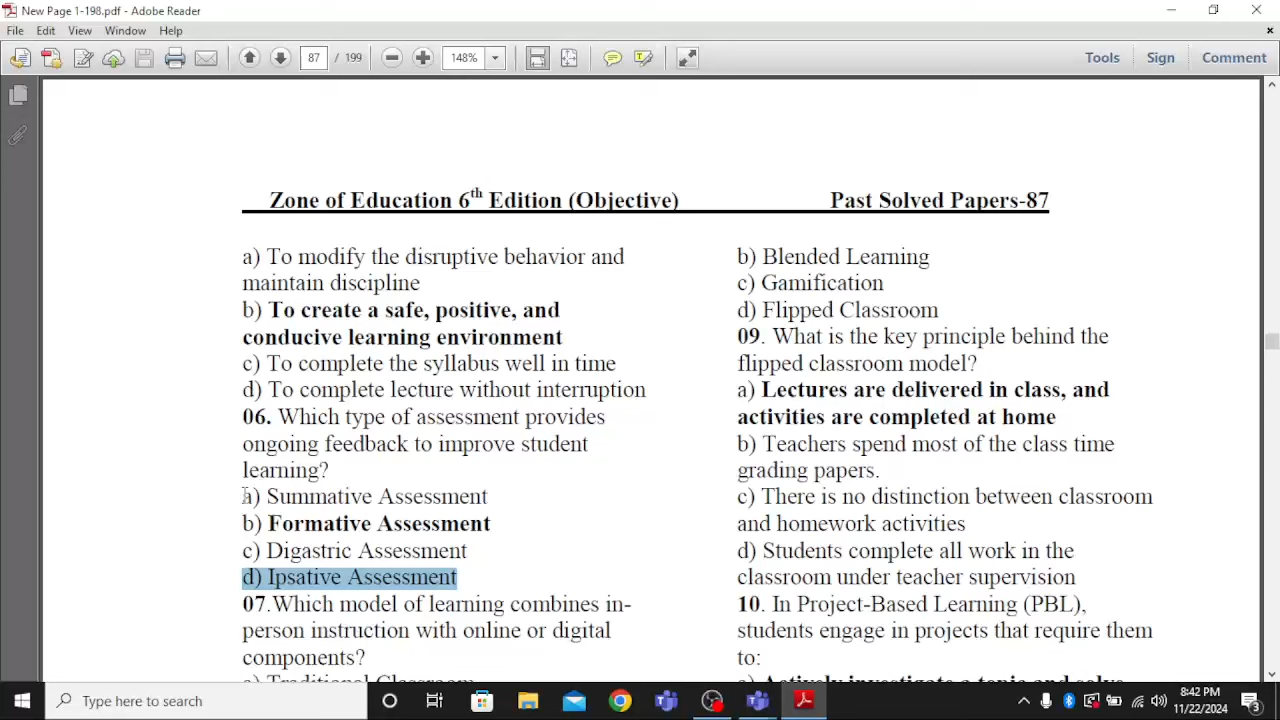 New Page 1-198.pdf - Adobe Reader
File Edit View Window Help
87 / 199 148% Tools Sign Comment
Zone of Education 6th Edition (Objective) Past Solved Papers-87
a) To modify the disruptive behavior and
maintain discipline
b) To create a safe, positive, and
conducive learning environment
c) To complete the syllabus well in time
d) To complete lecture without interruption
06. Which type of assessment provides
ongoing feedback to improve student
learning?
a) Summative Assessment
b) Formative Assessment
c) Digastric Assessment
d) Ipsative Assessment
07.Which model of learning combines in-
person instruction with online or digital
components?
a) Traditional Classroom
b) Blended Learning
c) Gamification
d) Flipped Classroom
09. What is the key principle behind the
flipped classroom model?
a) Lectures are delivered in class, and
activities are completed at home
b) Teachers spend most of the class time
grading papers.
c) There is no distinction between classroom
and homework activities
d) Students complete all work in the
classroom under teacher supervision
10. In Project-Based Learning (PBL),
students engage in projects that require them
to:
a) Actively investigate a topic and solve
Type here to search
8:42 PM
11/22/2024
3